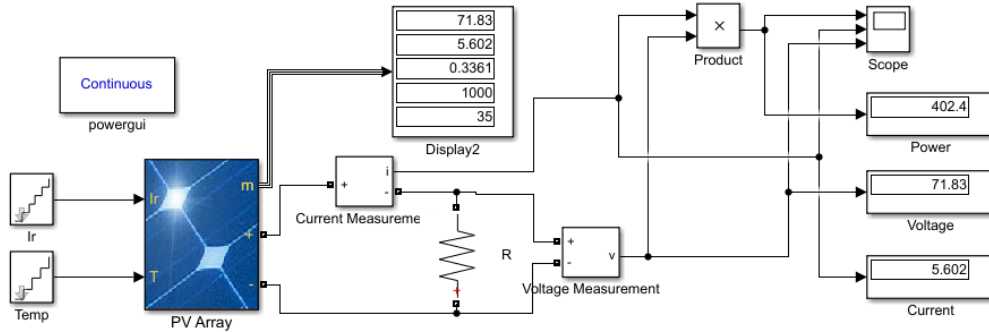 71.83
5.602
0.3361
1000
35
Display2
Continuous
powergui
×
Product
Scope
402.4
Power
71.83
Voltage
5.602
Current
Ir
Temp
Ir
T
m
+
-
PV Array
+
i
-
Current Measureme
R
+
-
v
Voltage Measurement